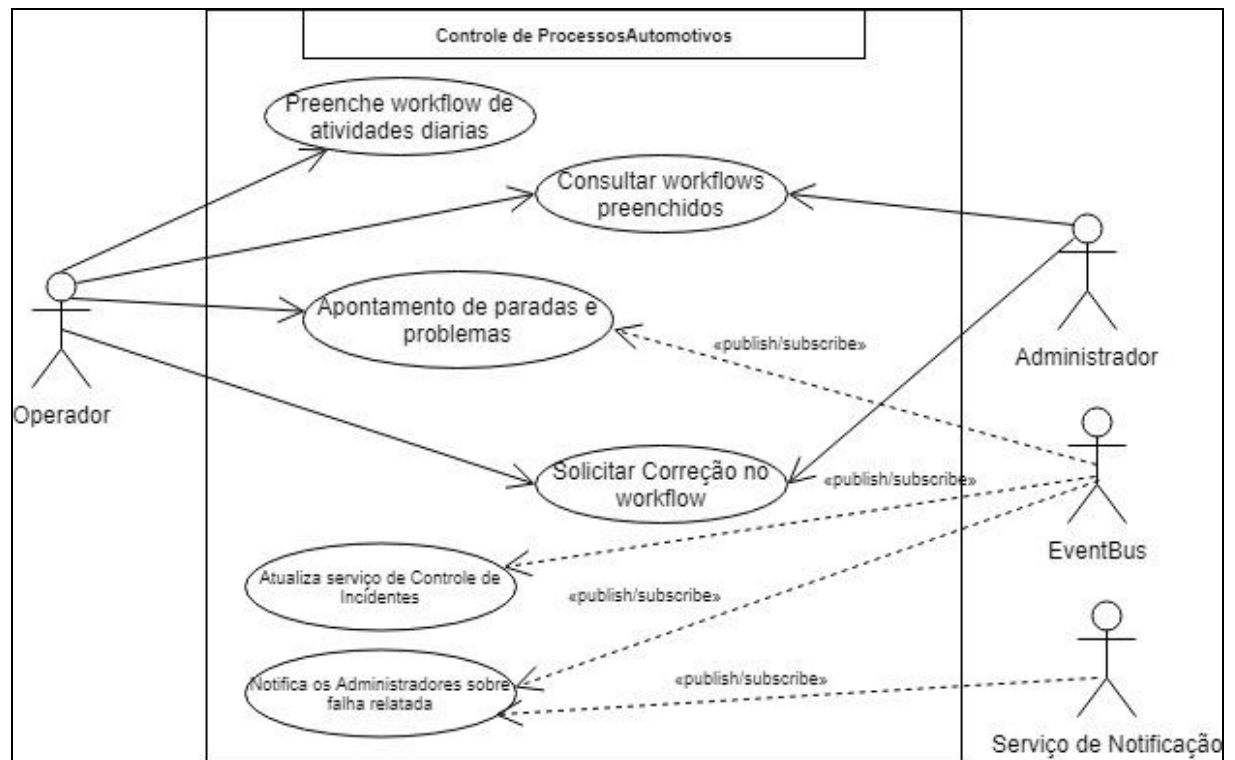 Controle de ProcessosAutomotivos
Preenche workflow de
atividades diarias
Consultar workflows
preenchidos
Apontamento de paradas e
problemas
«publish/subscribe»
Administrador
Operador
Solicitar Correção no
workflow
«publish/subscribe»
EventBus
Atualiza serviço de Controle de
Incidentes
«publish/subscribe»
Notifica os Administradores sobre
falha relatada
«publish/subscribe»
Serviço de Notificação